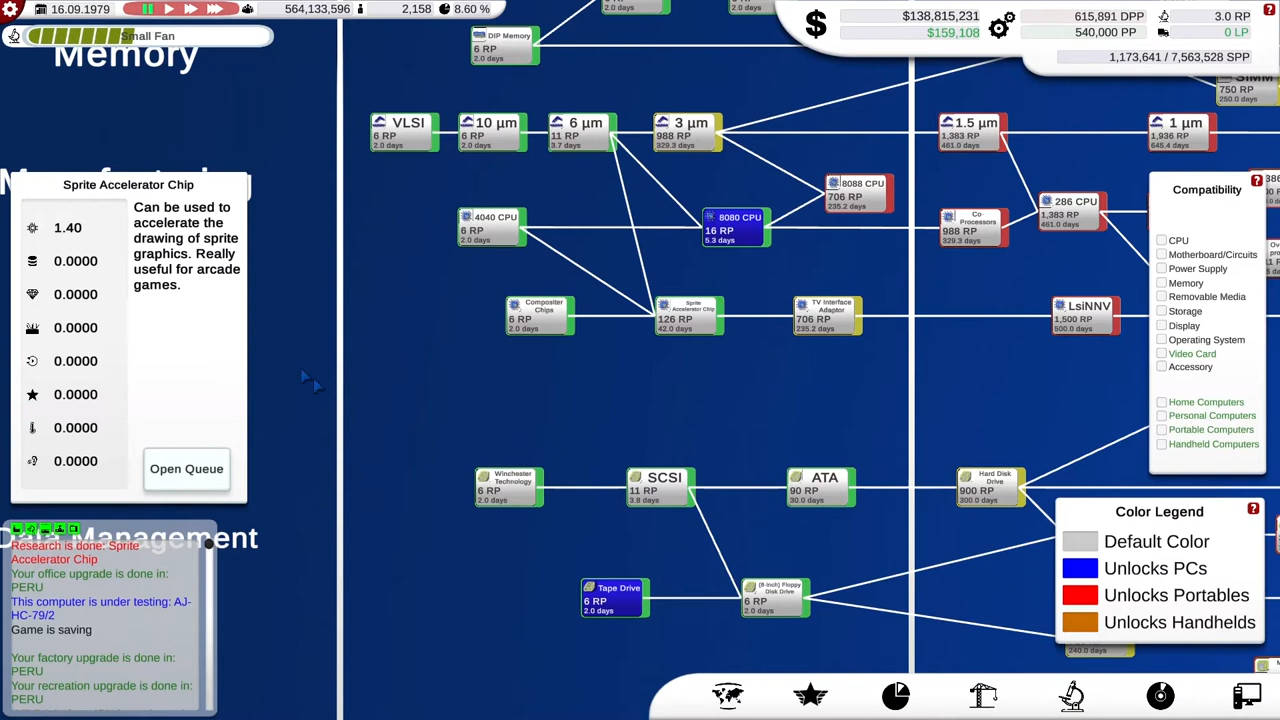 16.09.1979
564,133,596
2,158
8.60 %
$138,815,231
$159,108
615,891 DPP
540,000 PP
3.0 RP
0 LP
1,173,641 / 7,563,528 SPP
Small Fan
Memory
DIP Memory
6 RP
2.0 days
SIMM
750 RP
250.0 days
VLSI
6 RP
2.0 days
10 µm
6 RP
2.0 days
6 µm
11 RP
3.7 days
3 µm
988 RP
329.3 days
1.5 µm
1,383 RP
461.0 days
1 µm
1,936 RP
645.4 days
8088 CPU
706 RP
235.2 days
4040 CPU
6 RP
2.0 days
8080 CPU
16 RP
5.3 days
Co-
Processors
988 RP
329.3 days
286 CPU
1,383 RP
461.0 days
Compositer
Chips
6 RP
2.0 days
Sprite
Accelerator Chip
126 RP
42.0 days
TV Interface
Adaptor
706 RP
235.2 days
LsiNNV
1,500 RP
500.0 days
Winchester
Technology
6 RP
2.0 days
SCSI
11 RP
3.8 days
ATA
90 RP
30.0 days
Hard Disk
Drive
900 RP
300.0 days
Tape Drive
6 RP
2.0 days
(8-inch) Floppy
Disk Drive
6 RP
2.0 days
240.0 days
Sprite Accelerator Chip
1.40
0.0000
0.0000
0.0000
0.0000
0.0000
0.0000
0.0000
Can be used to
accelerate the
drawing of sprite
graphics. Really
useful for arcade
games.
Open Queue
Data Management
Research is done: Sprite
Accelerator Chip
Your office upgrade is done in:
PERU
This computer is under testing: AJ-
HC-79/2
Game is saving
Your factory upgrade is done in:
PERU
Your recreation upgrade is done in:
PERU
Compatibility
CPU
Motherboard/Circuits
Power Supply
Memory
Removable Media
Storage
Display
Operating System
Video Card
Accessory
Home Computers
Personal Computers
Portable Computers
Handheld Computers
Color Legend
Default Color
Unlocks PCs
Unlocks Portables
Unlocks Handhelds